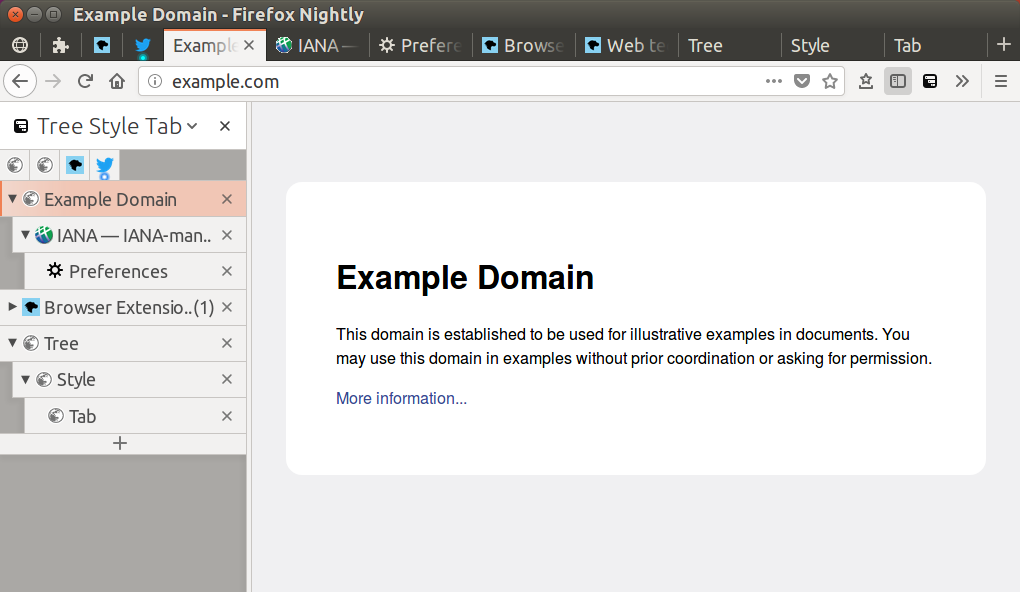 Example Domain - Firefox Nightly
Example IANA — Prefere Browse Web te Tree Style Tab
example.com
Tree Style Tab
Example Domain
IANA — IANA-man..
Preferences
Browser Extensio..(1)
Tree
Style
Tab
Example Domain
This domain is established to be used for illustrative examples in documents. You
may use this domain in examples without prior coordination or asking for permission.
More information...